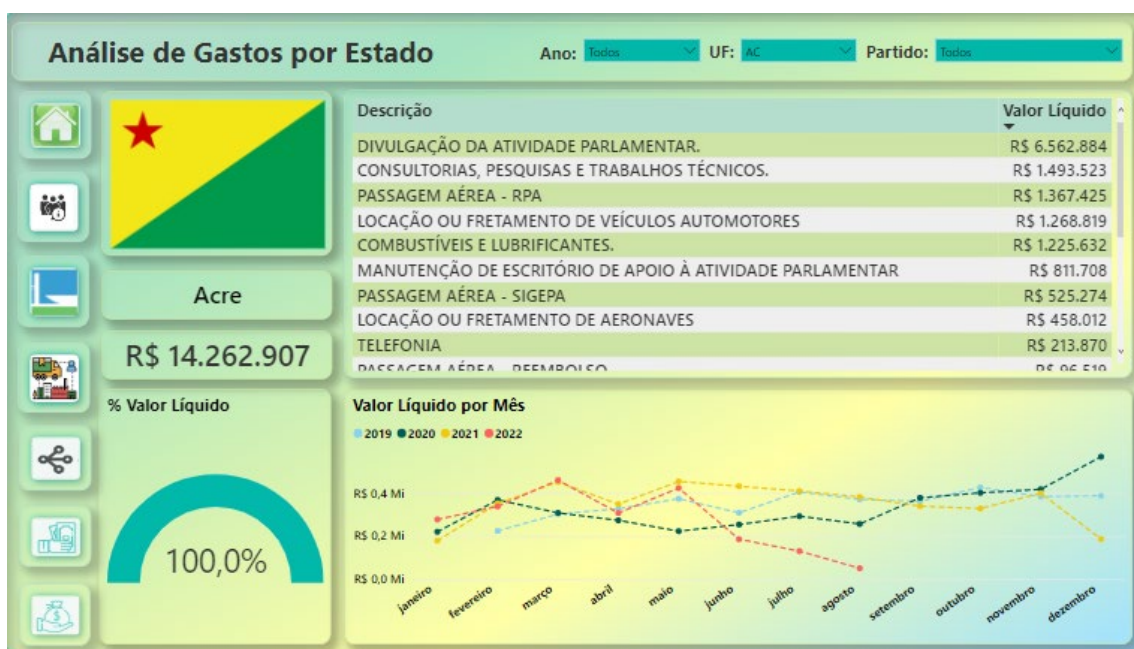 Análise de Gastos por Estado
Ano: Todos UF: AC Partido: Todos
Descrição Valor Líquido
DIVULGAÇÃO DA ATIVIDADE PARLAMENTAR. R$ 6.562.884
CONSULTORIAS, PESQUISAS E TRABALHOS TÉCNICOS. R$ 1.493.523
PASSAGEM AÉREA - RPA R$ 1.367.425
LOCAÇÃO OU FRETAMENTO DE VEÍCULOS AUTOMOTORES R$ 1.268.819
COMBUSTÍVEIS E LUBRIFICANTES. R$ 1.225.632
MANUTENÇÃO DE ESCRITÓRIO DE APOIO À ATIVIDADE PARLAMENTAR R$ 811.708
PASSAGEM AÉREA - SIGEPA R$ 525.274
LOCAÇÃO OU FRETAMENTO DE AERONAVES R$ 458.012
TELEFONIA R$ 213.870
PASSAGEM AÉREA - REEMBOLSO R$ 96.519
Acre
R$ 14.262.907
% Valor Líquido
100,0%
Valor Líquido por Mês
2019 2020 2021 2022
R$ 0,4 Mi
R$ 0,2 Mi
R$ 0,0 Mi
janeiro fevereiro março abril maio junho julho agosto setembro outubro novembro dezembro